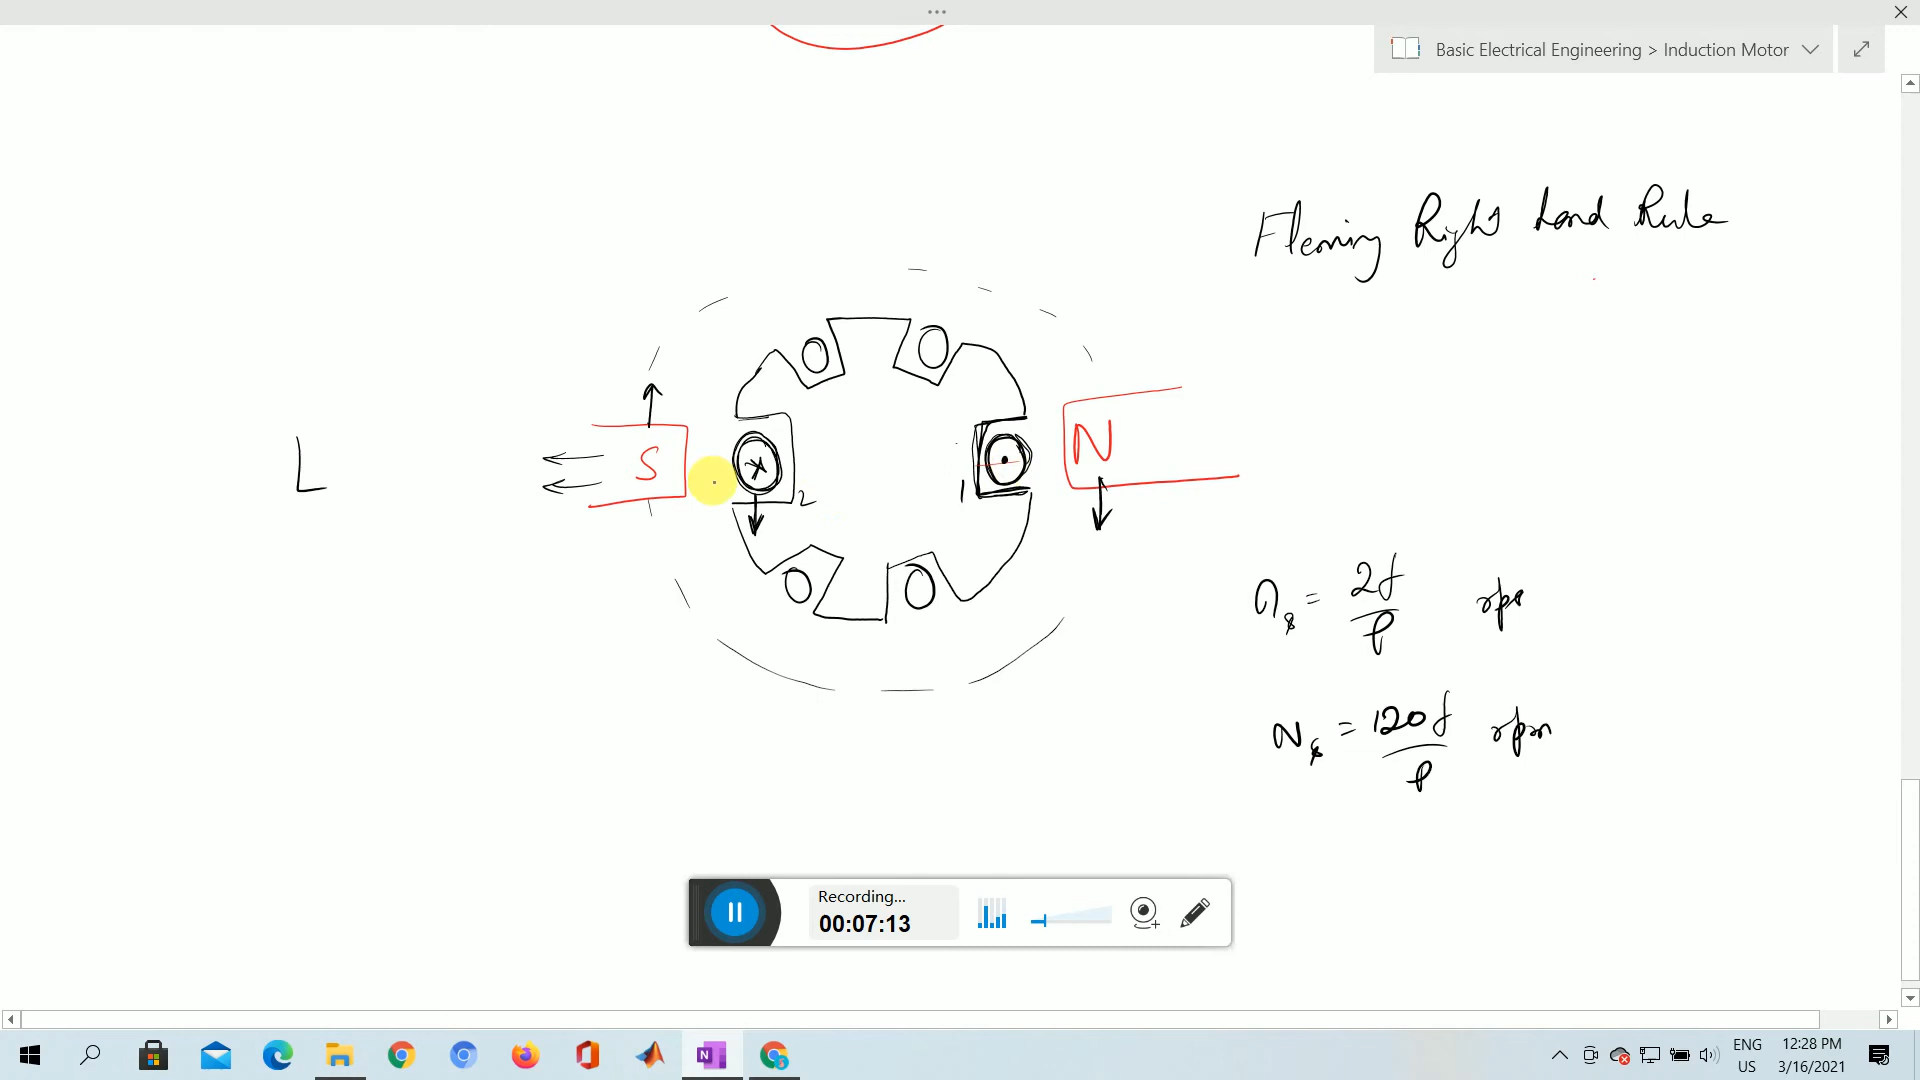 Basic Electrical Engineering > Induction Motor
Fleming Right hand Rule
L
S
2
1
N
ns = 2f/P rps
Ns = 120f/P rpm
Recording...
00:07:13
ENG
US
12:28 PM
3/16/2021